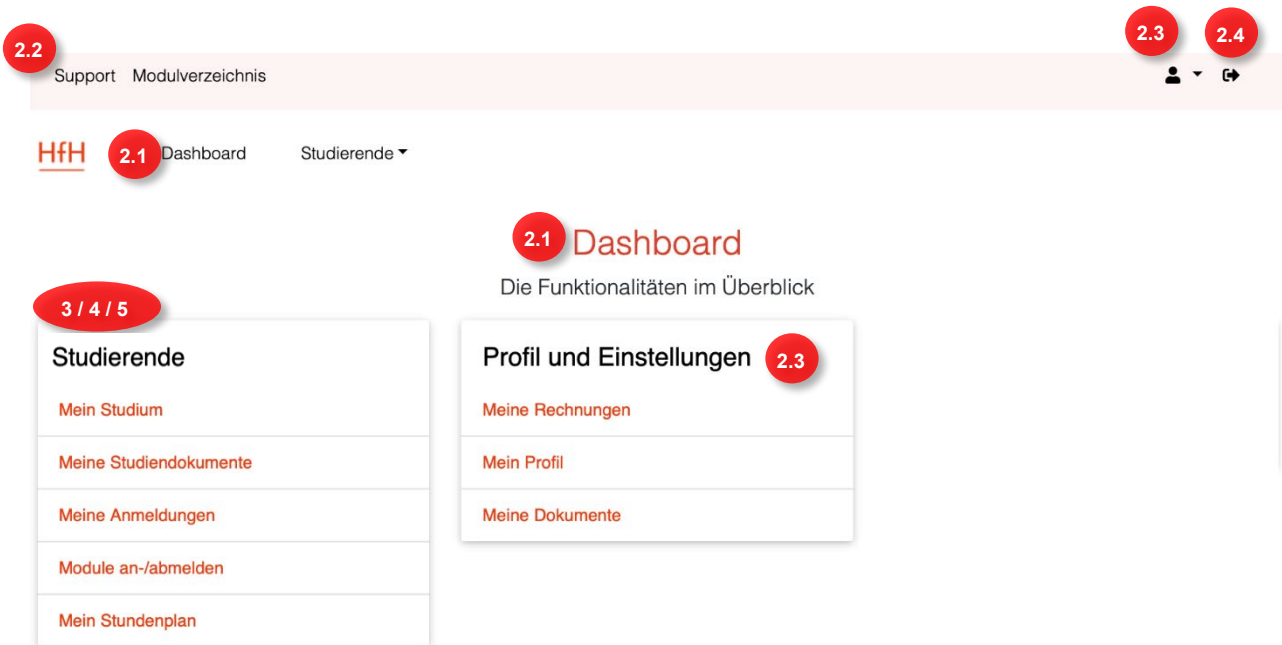 2.3 2.4
2.2
Support Modulverzeichnis
HfH 2.1 Dashboard Studierende
2.1 Dashboard
Die Funktionalitäten im Überblick
3 / 4 / 5
Studierende
Mein Studium
Meine Studiendokumente
Meine Anmeldungen
Module an-/abmelden
Mein Stundenplan
Profil und Einstellungen 2.3
Meine Rechnungen
Mein Profil
Meine Dokumente